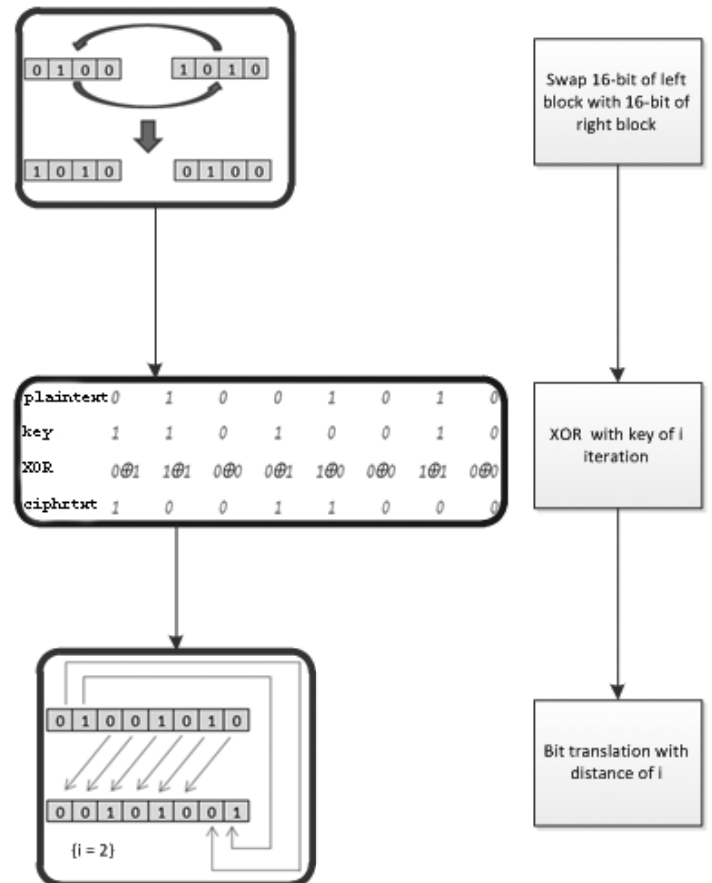 0 1 0 0 1 0 1 0
1 0 1 0 0 1 0 0
Swap 16-bit of left
block with 16-bit of
right block
plaintext 0 1 0 0 1 0 1 0
key 1 1 0 1 0 0 1 0
XOR 0⊕1 1⊕1 0⊕0 0⊕1 1⊕0 0⊕0 1⊕1 0⊕0
ciphrtxt 1 0 0 1 1 0 0 0
XOR with key of i
iteration
0 1 0 0 1 0 1 0
0 0 1 0 1 0 0 1
{i = 2}
Bit translation with
distance of i